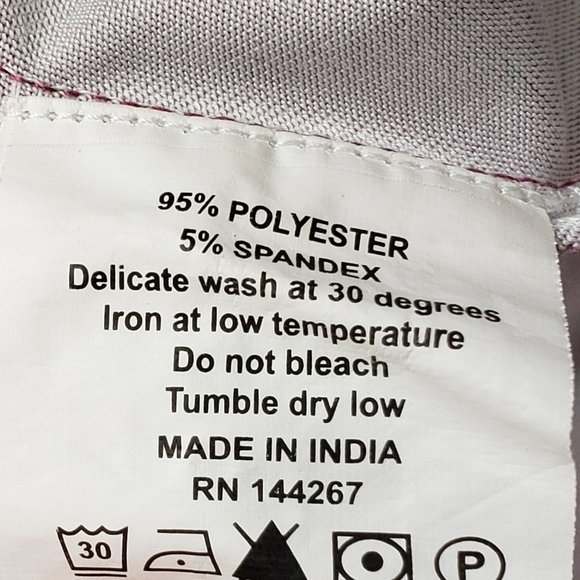 95% POLYESTER
5% SPANDEX
Delicate wash at 30 degrees
Iron at low temperature
Do not bleach
Tumble dry low
MADE IN INDIA
RN 144267
30 P